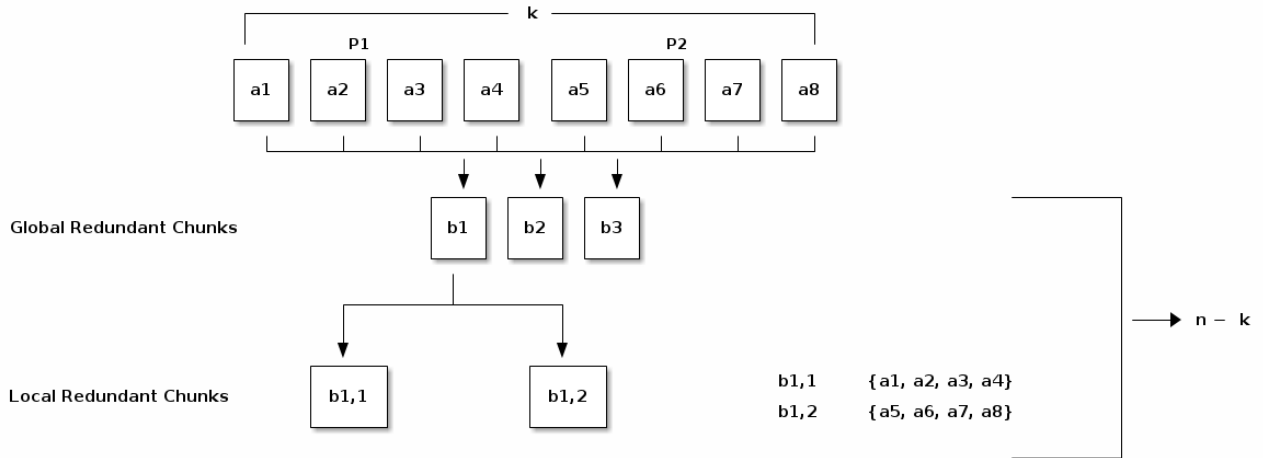 k
P1 P2
a1 a2 a3 a4 a5 a6 a7 a8
Global Redundant Chunks b1 b2 b3
n – k
Local Redundant Chunks b1,1 b1,2
b1,1 {a1, a2, a3, a4}
b1,2 {a5, a6, a7, a8}